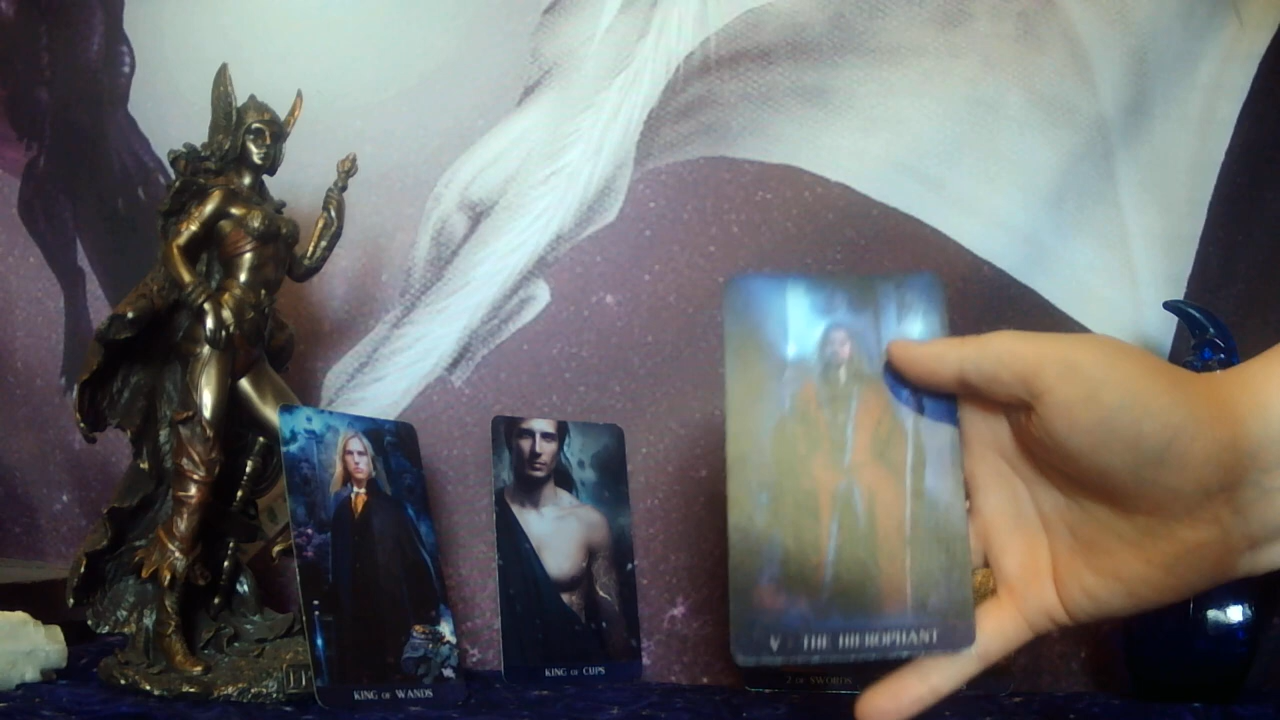 KING OF WANDS
KING OF CUPS
V THE HIEROPHANT
2 OF SWORDS